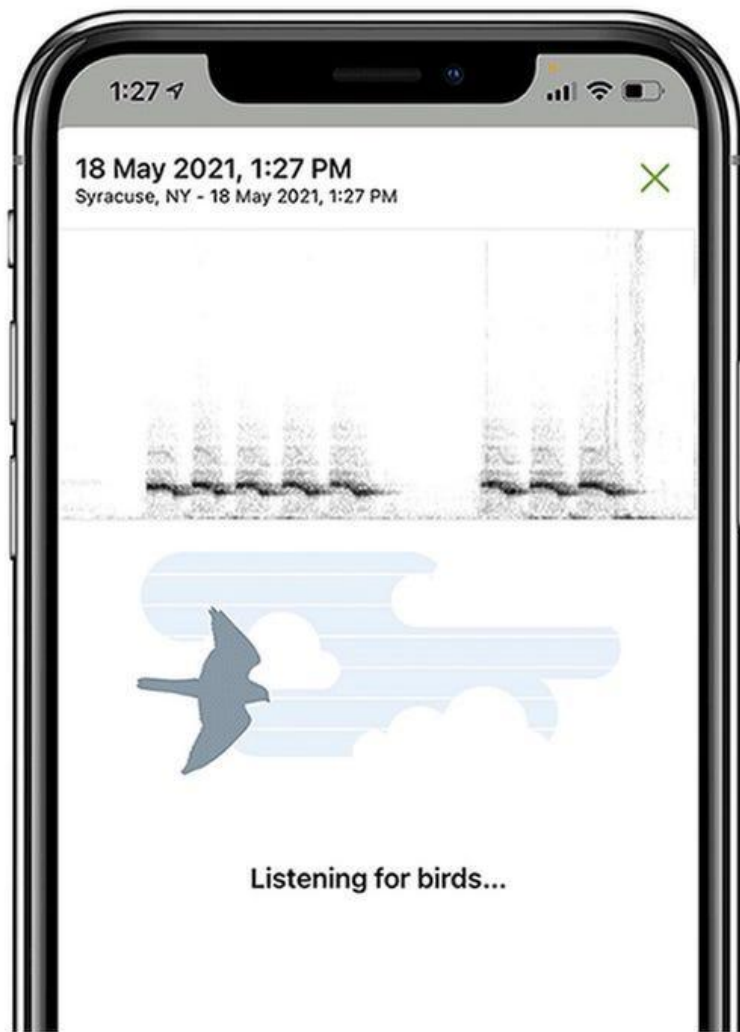 1:27
18 May 2021, 1:27 PM
Syracuse, NY - 18 May 2021, 1:27 PM
Listening for birds...